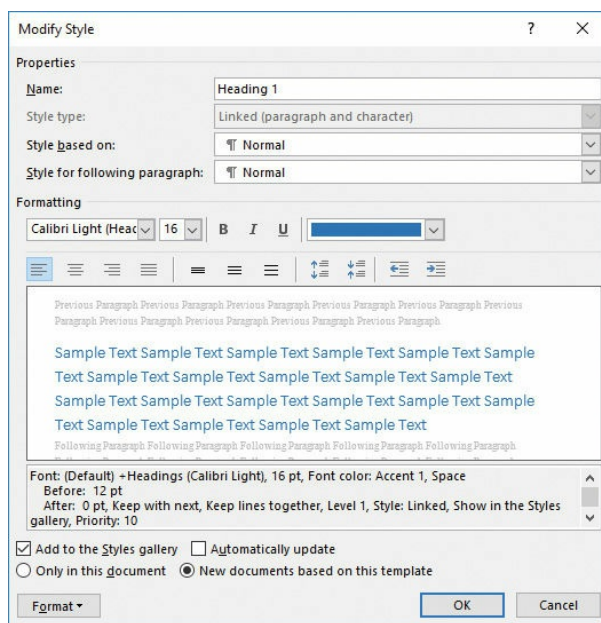 Modify Style ? ×
Properties
Name: Heading 1
Style type: Linked (paragraph and character)
Style based on: ¶ Normal
Style for following paragraph: ¶ Normal
Formatting
Calibri Light (Head 16 B I U
Previous Paragraph Previous Paragraph Previous Paragraph Previous Paragraph Previous Paragraph Previous
Paragraph Previous Paragraph Previous Paragraph Previous Paragraph Previous Paragraph
Sample Text Sample Text Sample Text Sample Text Sample Text Sample
Text Sample Text Sample Text Sample Text Sample Text Sample Text
Sample Text Sample Text Sample Text Sample Text Sample Text Sample
Text Sample Text Sample Text Sample Text Sample Text
Following Paragraph Following Paragraph Following Paragraph Following Paragraph Following Paragraph
Font: (Default) +Headings (Calibri Light), 16 pt, Font color: Accent 1, Space
Before: 12 pt
After: 0 pt, Keep with next, Keep lines together, Level 1, Style: Linked, Show in the Styles
gallery, Priority: 10
Add to the Styles gallery Automatically update
Only in this document New documents based on this template
Format OK Cancel